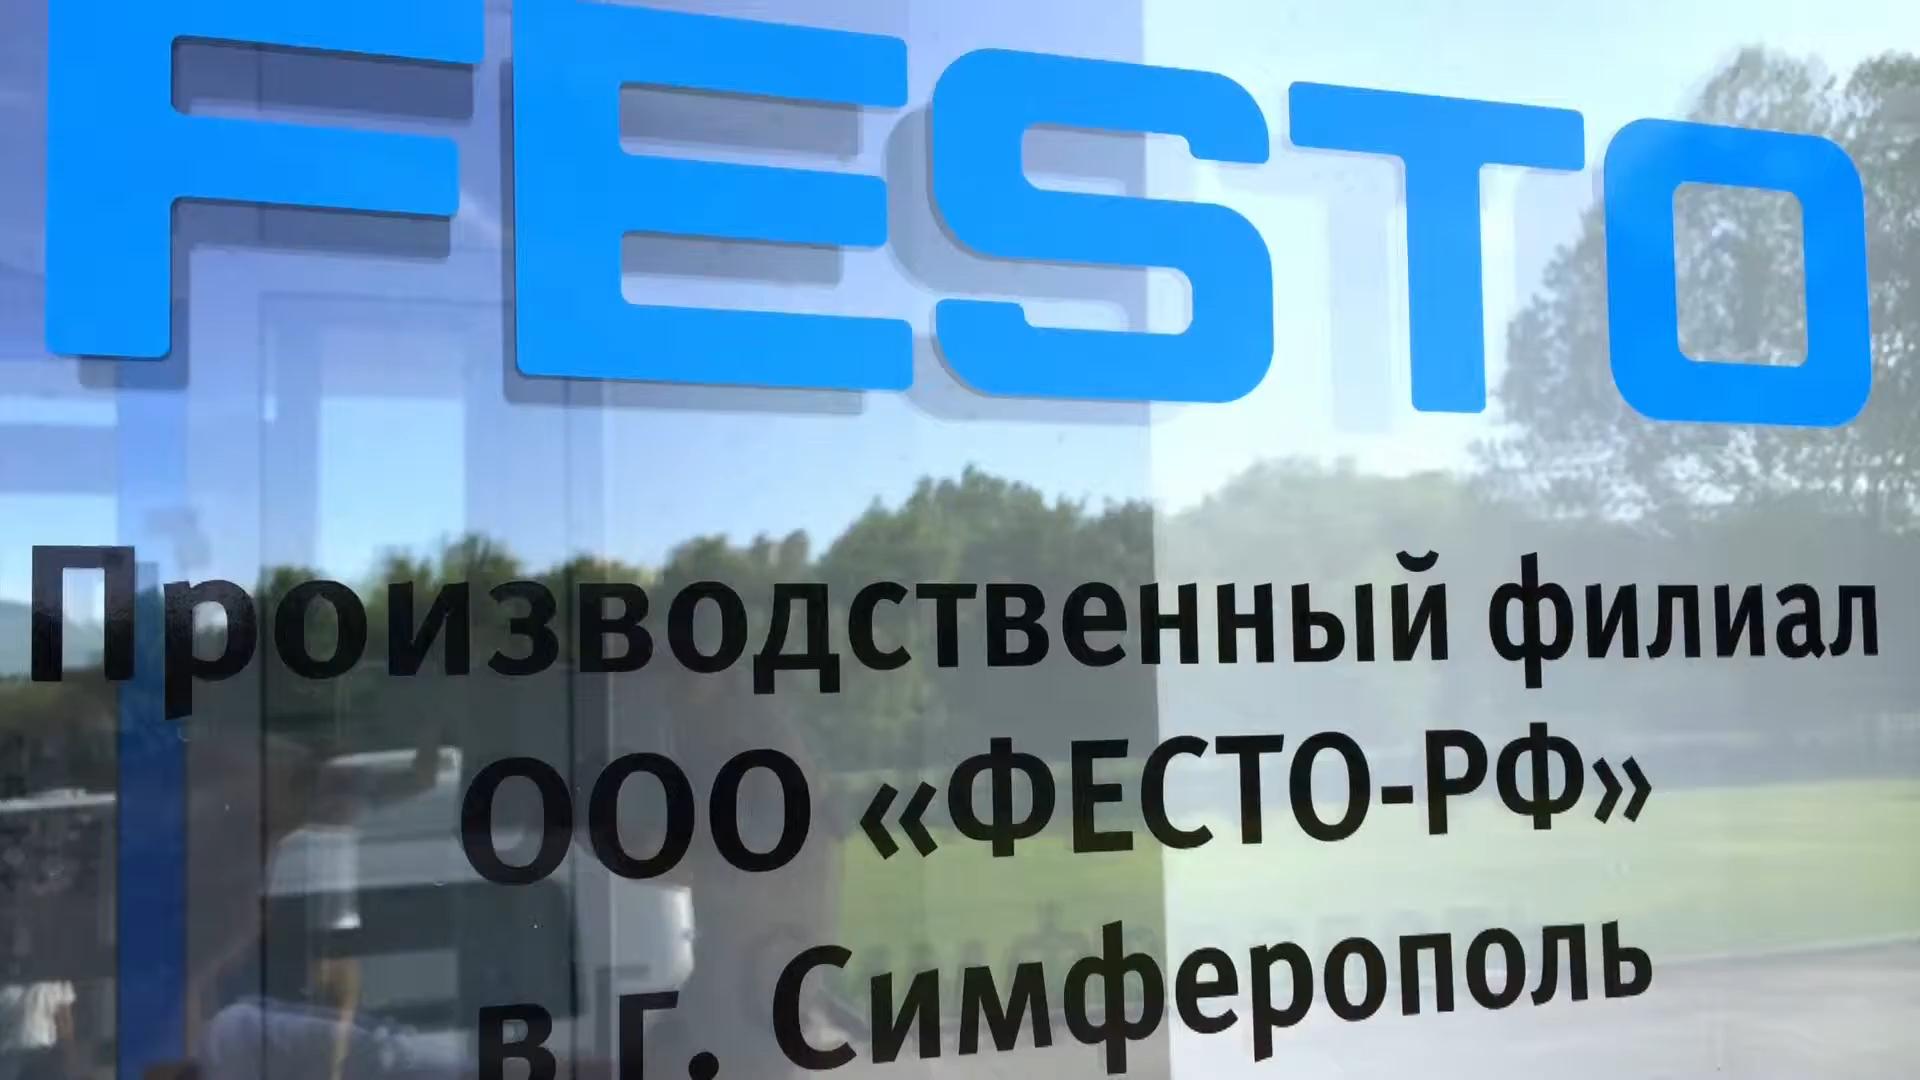 FESTO
Производственный филиал
ООО «ФЕСТО-РФ»
в г. Симферополь